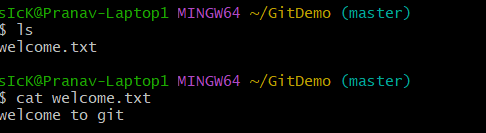 sIcK@Pranav-Laptop1 MINGW64 ~/GitDemo (master)
$ ls
welcome.txt
sIcK@Pranav-Laptop1 MINGW64 ~/GitDemo (master)
$ cat welcome.txt
welcome to git